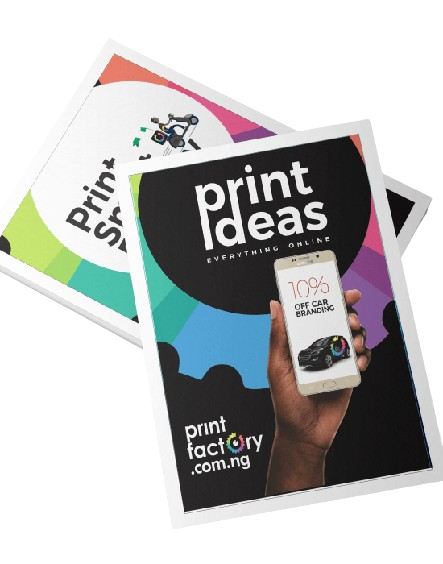 print
Ideas
EVERYTHING ONLINE
10%
OFF CAR
BRANDING
print
factory
.com.ng
Print